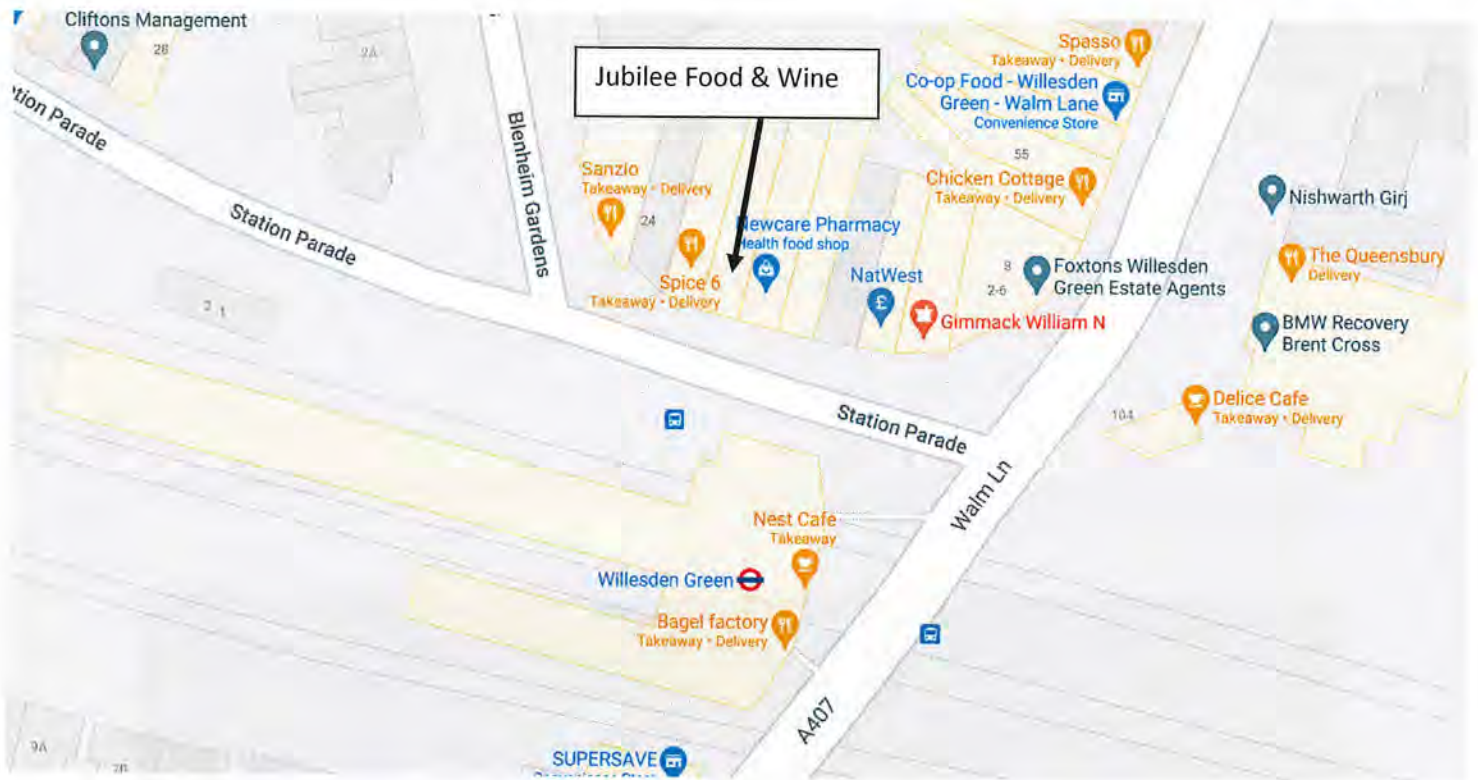 Cliftons Management
28
2A
Jubilee Food & Wine
Spasso
Takeaway • Delivery
Co-op Food - Willesden
Green - Walm Lane
Convenience Store
Station Parade
Blenheim Gardens
1
55
Sanzio
Takeaway • Delivery
24
Chicken Cottage
Takeaway • Delivery
Nishwarth Girj
Station Parade
Newcare Pharmacy
Health food shop
Spice 6
Takeaway • Delivery
NatWest
£
8
2-6
Foxtons Willesden
Green Estate Agents
The Queensbury
Delivery
Gimmack William N
BMW Recovery
Brent Cross
2 1
Delice Cafe
Takeaway • Delivery
104
Station Parade
Walm Ln
Nest Cafe
Takeaway
Willesden Green
Bagel factory
Takeaway • Delivery
A407
9A
SUPERSAVE
Convenience Store